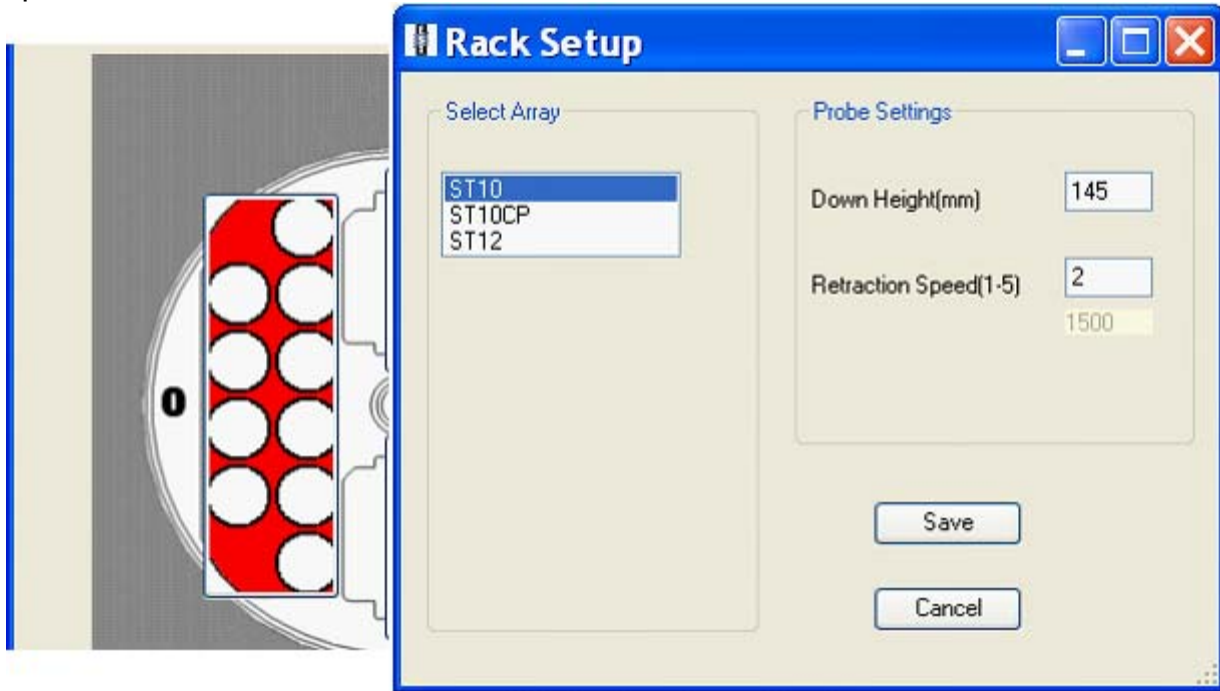 Rack Setup
Select Array
ST10
ST10CP
ST12
Probe Settings
Down Height(mm)
145
Retraction Speed(1-5)
2
1500
Save
Cancel
0